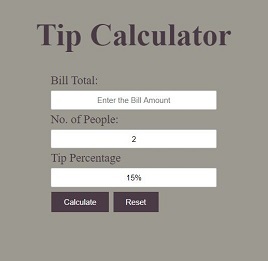 Tip Calculator
Bill Total:
Enter the Bill Amount
No. of People:
2
Tip Percentage
15%
Calculate Reset